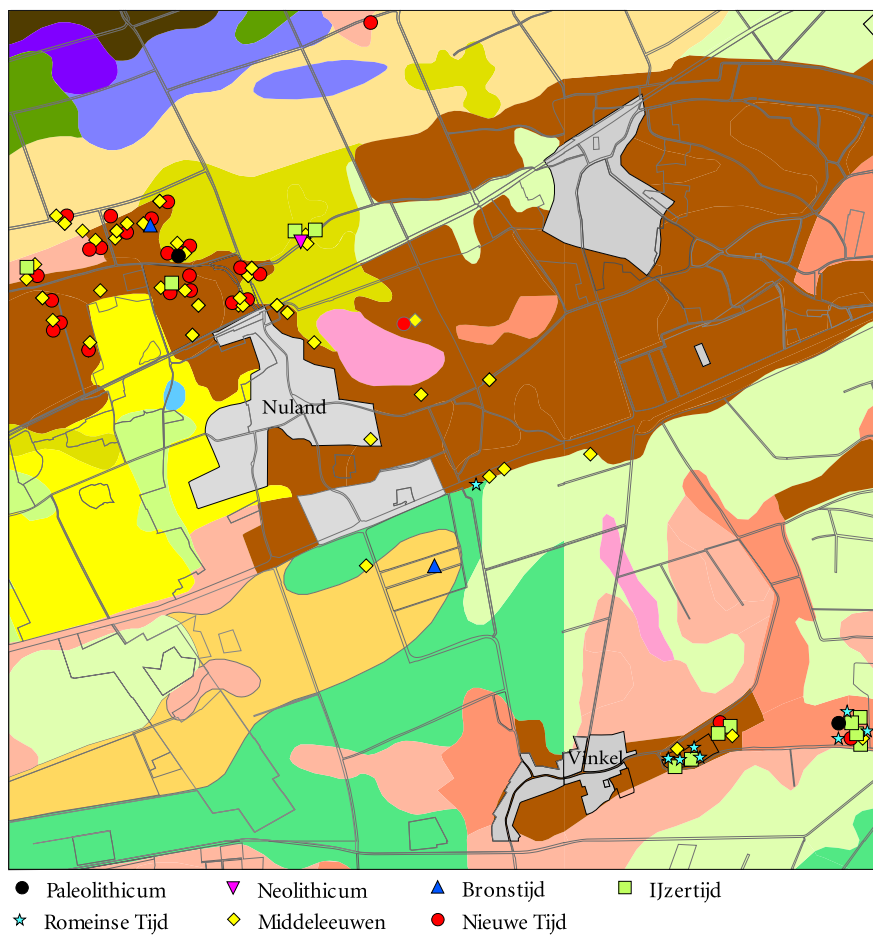 Nuland
Vinkel
Paleolithicum Neolithicum Bronstijd IJzertijd
Romeinse Tijd Middeleeuwen Nieuwe Tijd